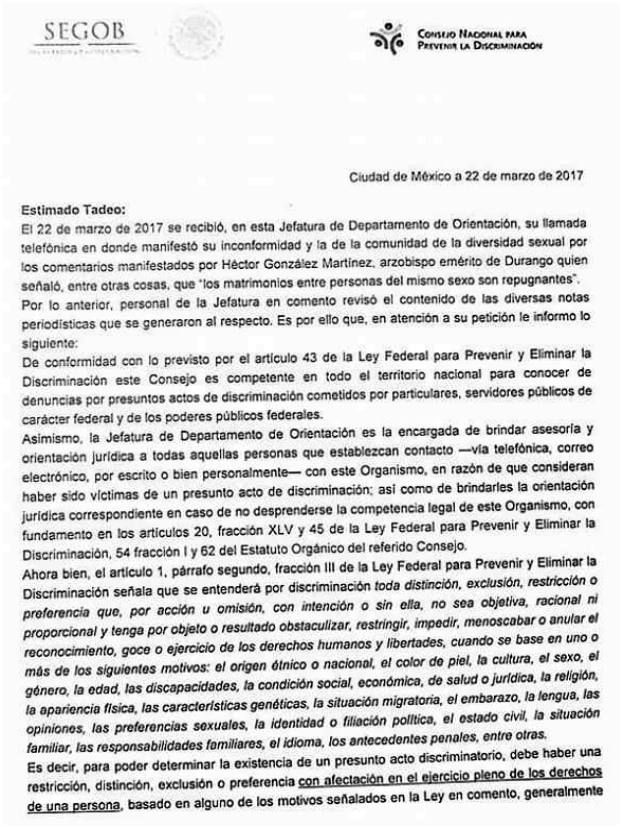 SEGOB
CONSEJO NACIONAL PARA
PREVENIR LA DISCRIMINACIÓN
Ciudad de México a 22 de marzo de 2017
Estimado Tadeo:
El 22 de marzo de 2017 se recibió, en esta Jefatura de Departamento de Orientación, su llamada
telefónica en donde manifestó su inconformidad y la de la comunidad de la diversidad sexual por
los comentarios manifestados por Héctor González Martínez, arzobispo emérito de Durango quien
señaló, entre otras cosas, que "los matrimonios entre personas del mismo sexo son repugnantes".
Por lo anterior, personal de la Jefatura en comento revisó el contenido de las diversas notas
periodísticas que se generaron al respecto. Es por ello que, en atención a su petición le informo lo
siguiente:
De conformidad con lo previsto por el artículo 43 de la Ley Federal para Prevenir y Eliminar la
Discriminación este Consejo es competente en todo el territorio nacional para conocer de
denuncias por presuntos actos de discriminación cometidos por particulares, servidores públicos de
carácter federal y de los poderes públicos federales.
Asimismo, la Jefatura de Departamento de Orientación es la encargada de brindar asesoría y
orientación jurídica a todas aquellas personas que establezcan contacto —vía telefónica, correo
electrónico, por escrito o bien personalmente— con este Organismo, en razón de que consideran
haber sido víctimas de un presunto acto de discriminación; así como de brindarles la orientación
jurídica correspondiente en caso de no desprenderse la competencia legal de este Organismo, con
fundamento en los artículos 20, fracción XLV y 45 de la Ley Federal para Prevenir y Eliminar la
Discriminación, 54 fracción I y 62 del Estatuto Orgánico del referido Consejo.
Ahora bien, el artículo 1, párrafo segundo, fracción III de la Ley Federal para Prevenir y Eliminar la
Discriminación señala que se entenderá por discriminación toda distinción, exclusión, restricción o
preferencia que, por acción u omisión, con intención o sin ella, no sea objetiva, racional ni
proporcional y tenga por objeto o resultado obstaculizar, restringir, impedir, menoscabar o anular el
reconocimiento, goce o ejercicio de los derechos humanos y libertades, cuando se base en uno o
más de los siguientes motivos: el origen étnico o nacional, el color de piel, la cultura, el sexo, el
género, la edad, las discapacidades, la condición social, económica, de salud o jurídica, la religión,
la apariencia física, las características genéticas, la situación migratoria, el embarazo, la lengua, las
opiniones, las preferencias sexuales, la identidad o filiación política, el estado civil, la situación
familiar, las responsabilidades familiares, el idioma, los antecedentes penales, entre otras.
Es decir, para poder determinar la existencia de un presunto acto discriminatorio, debe haber una
restricción, distinción, exclusión o preferencia con afectación en el ejercicio pleno de los derechos
de una persona, basado en alguno de los motivos señalados en la Ley en comento, generalmente